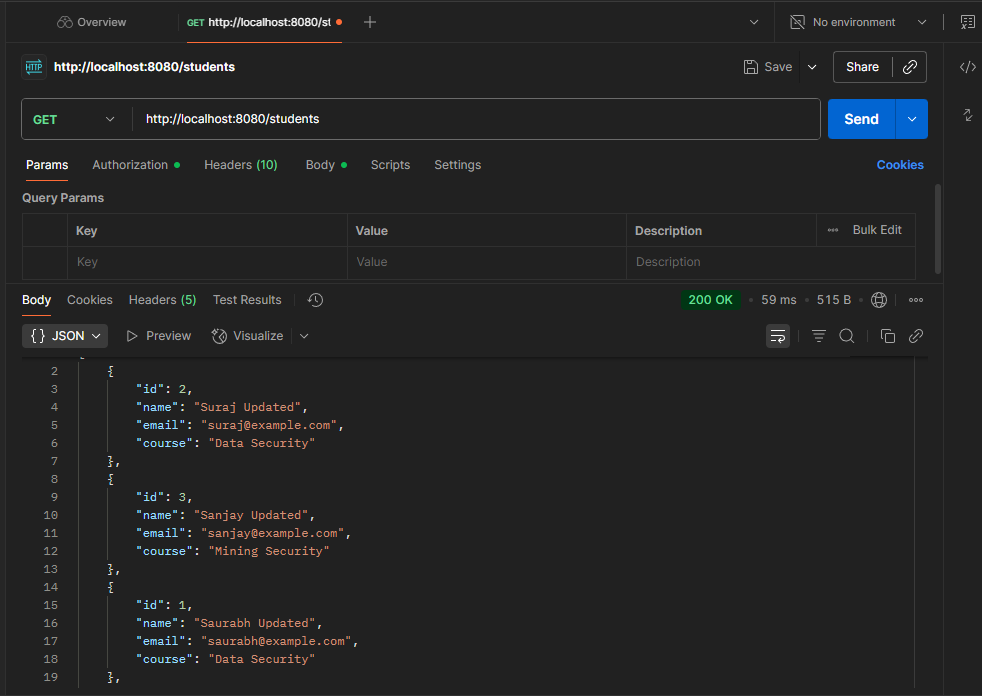 Overview
GET http://localhost:8080/st
No environment
HTTP http://localhost:8080/students
Save
Share
GET
http://localhost:8080/students
Send
Params Authorization Headers (10) Body Scripts Settings Cookies
Query Params
Key Value Description Bulk Edit
Key Value Description
Body Cookies Headers (5) Test Results 200 OK • 59 ms • 515 B •
{} JSON Preview Visualize
2 {
3 "id": 2,
4 "name": "Suraj Updated",
5 "email": "suraj@example.com",
6 "course": "Data Security"
7 },
8 {
9 "id": 3,
10 "name": "Sanjay Updated",
11 "email": "sanjay@example.com",
12 "course": "Mining Security"
13 },
14 {
15 "id": 1,
16 "name": "Saurabh Updated",
17 "email": "saurabh@example.com",
18 "course": "Data Security"
19 },